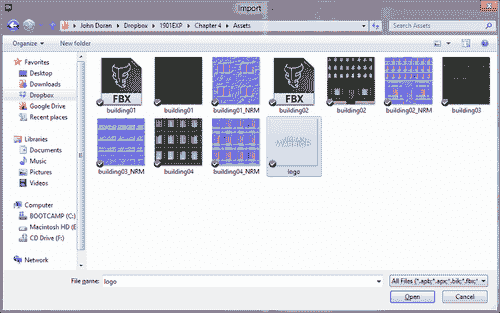 Import
John Doran ▸ Dropbox ▸ 1901EXP ▸ Chapter 4 ▸ Assets
Search Assets
Organize
New folder
Favorites
Desktop
Downloads
Dropbox
Google Drive
Recent places
Libraries
Documents
Music
Pictures
Videos
Computer
BOOTCAMP (C:)
Macintosh HD (E
CD Drive (F:)
Network
FBX
FBX
building01
building01
building01_NRM
building02
building02
building02_NRM
building03
WARRIOR
building03_NRM
building04
building04_NRM
logo
File name:
logo
All Files (*.apb;*.apx;*.bik;*.fbx;*
Open
Cancel